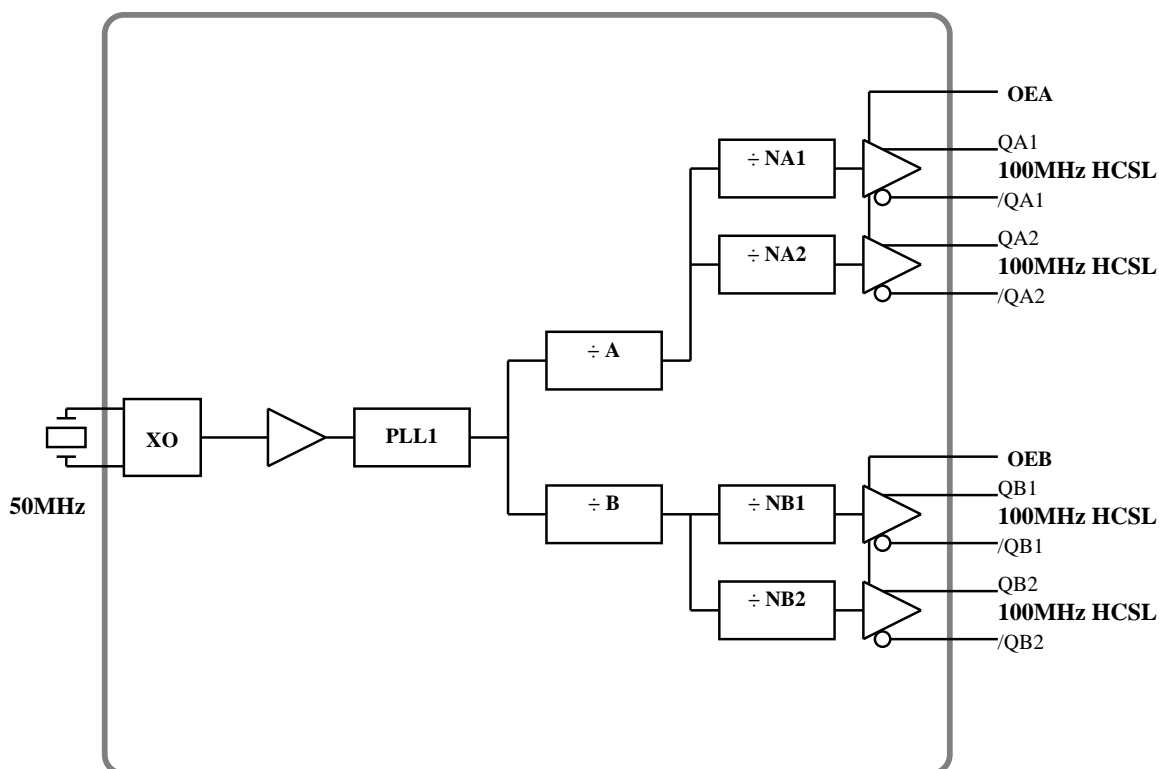 OEA
QA1
÷ NA1
100MHz HCSL
/QA1
QA2
÷ NA2
100MHz HCSL
/QA2
÷ A
XO
PLL1
50MHz
OEB
QB1
÷ B
÷ NB1
100MHz HCSL
/QB1
QB2
÷ NB2
100MHz HCSL
/QB2